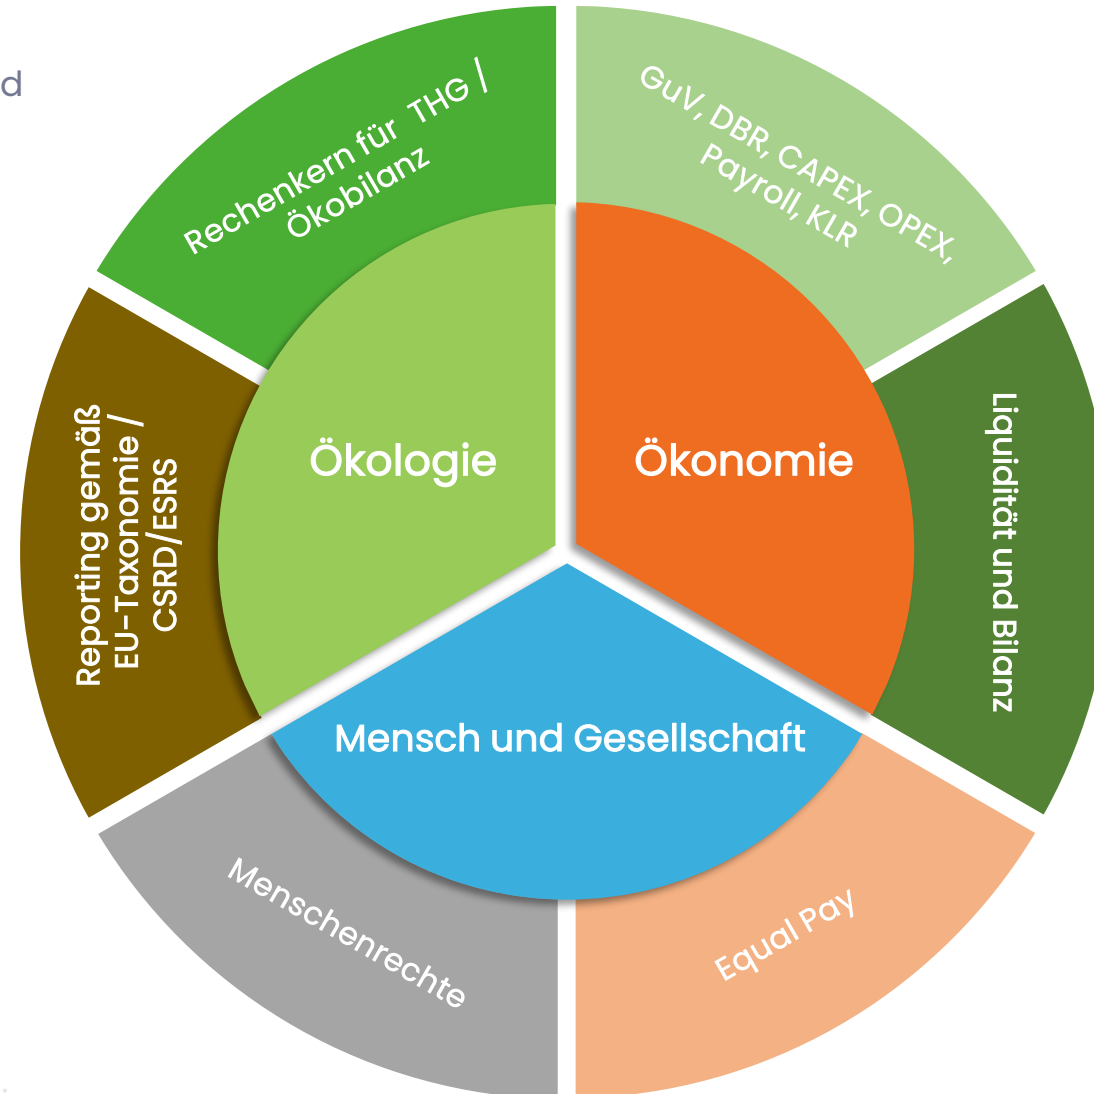 d
Rechenkern für THG /
Ökobilanz
GuV, DBR, CAPEX, OPEX,
Payroll, KLR
Reporting gemäß
EU-Taxonomie /
CSRD/ESRS
Ökologie
Ökonomie
Liquidität und Bilanz
Mensch und Gesellschaft
Menschenrechte
Equal Pay